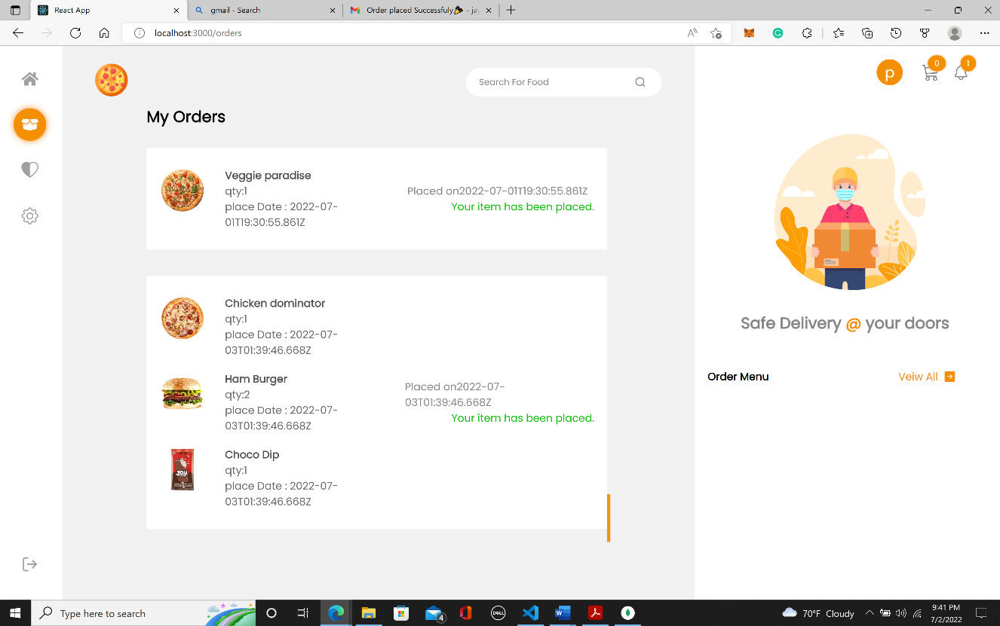 React App
gmail - Search
Order placed Successfuly
localhost:3000/orders
p
0
1
Search For Food
My Orders
Veggie paradise
qty:1
place Date : 2022-07-
01T19:30:55.861Z
Placed on2022-07-01T19:30:55.861Z
Your item has been placed.
Chicken dominator
qty:1
place Date : 2022-07-
03T01:39:46.668Z
Ham Burger
qty:2
place Date : 2022-07-
03T01:39:46.668Z
Placed on2022-07-
03T01:39:46.668Z
Your item has been placed.
Choco Dip
qty:1
place Date : 2022-07-
03T01:39:46.668Z
JOY
Safe Delivery @ your doors
Order Menu
Veiw All
Type here to search
DELL
4
70°F Cloudy
9:41 PM
7/2/2022